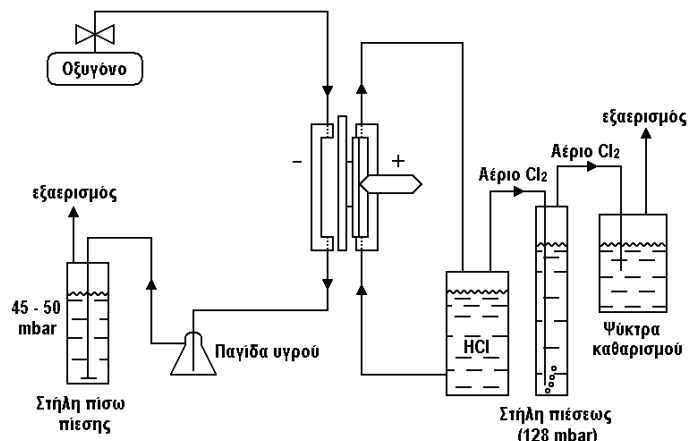 Οξυγόνο
-
+
εξαερισμός
45 - 50
mbar
Στήλη πίσω
πίεσης
Παγίδα υγρού
HCl
Αέριο Cl₂
Αέριο Cl₂
Στήλη πιέσεως
(128 mbar)
εξαερισμός
Ψύκτρα
καθαρισμού